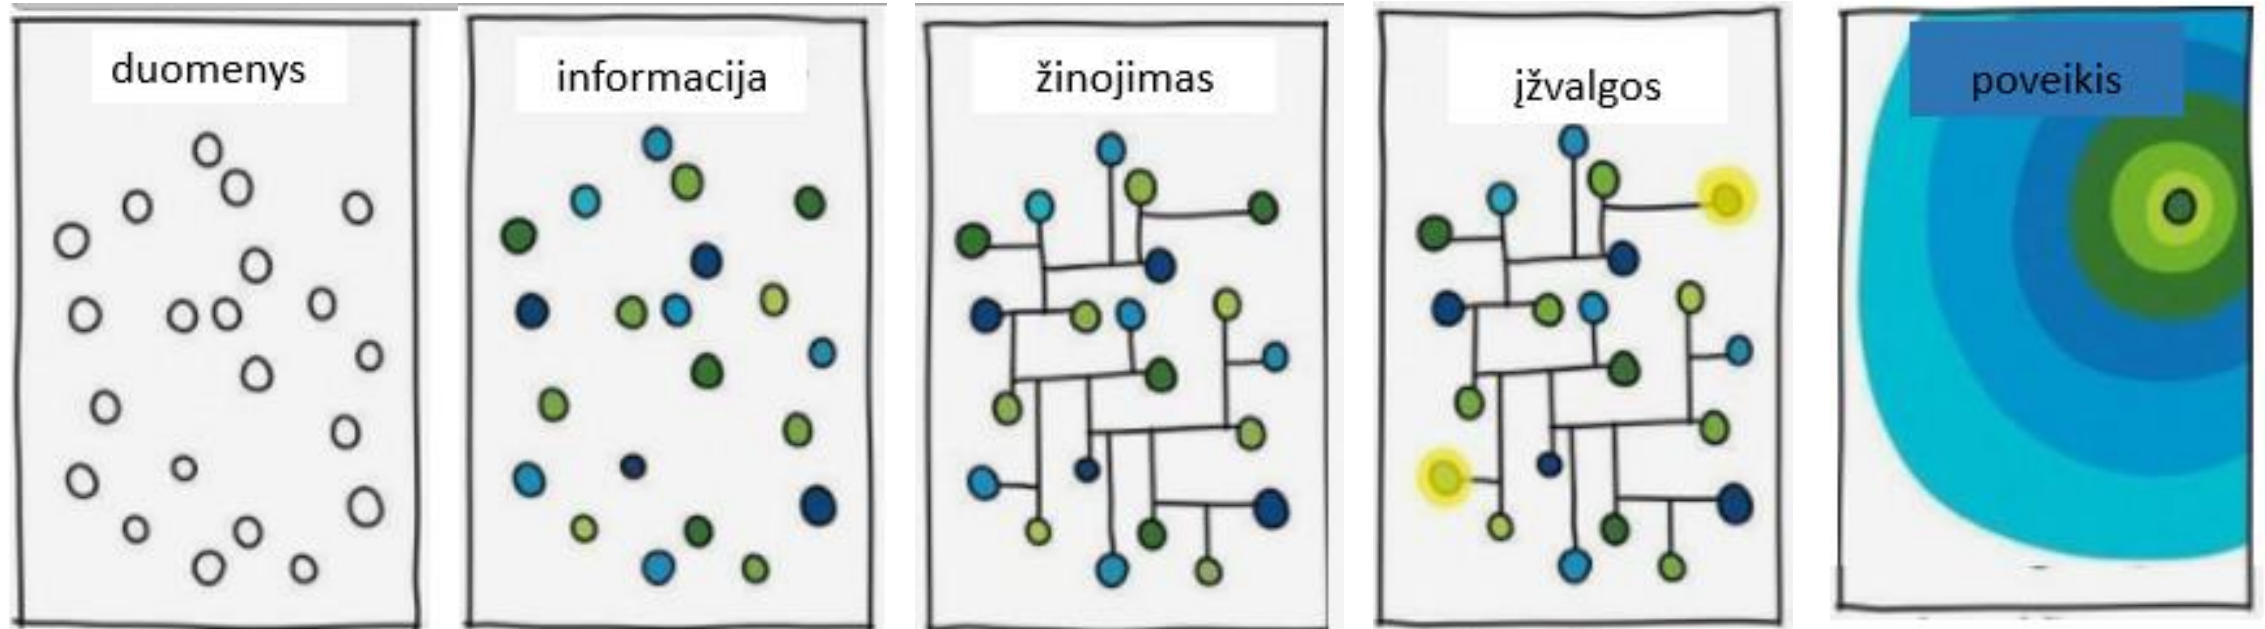 duomenys
informacija
žinojimas
įžvalgos
poveikis